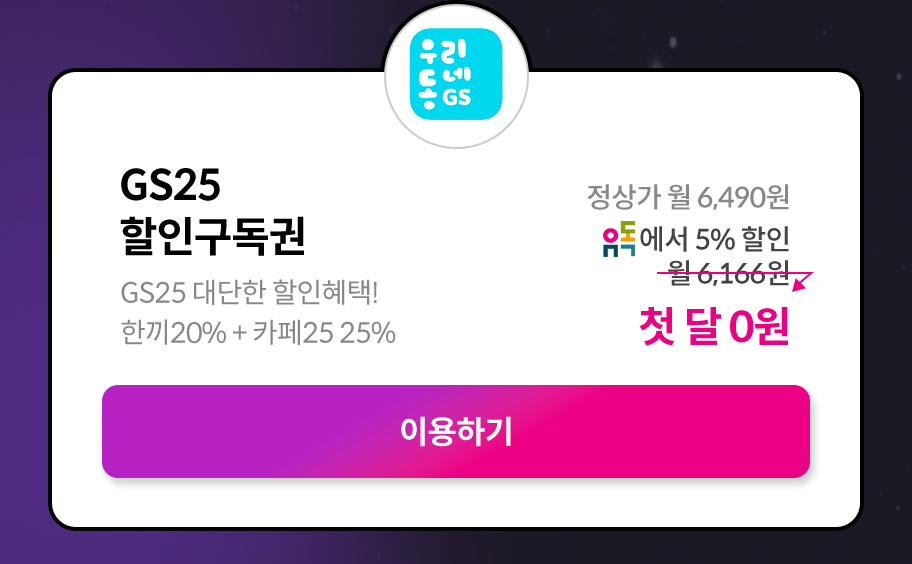 우리
동네
GS
GS25
할인구독권
GS25 대단한 할인혜택!
한끼20% + 카페25 25%
정상가 월 6,490원
유독에서 5% 할인
월 6,166원
첫 달 0원
이용하기